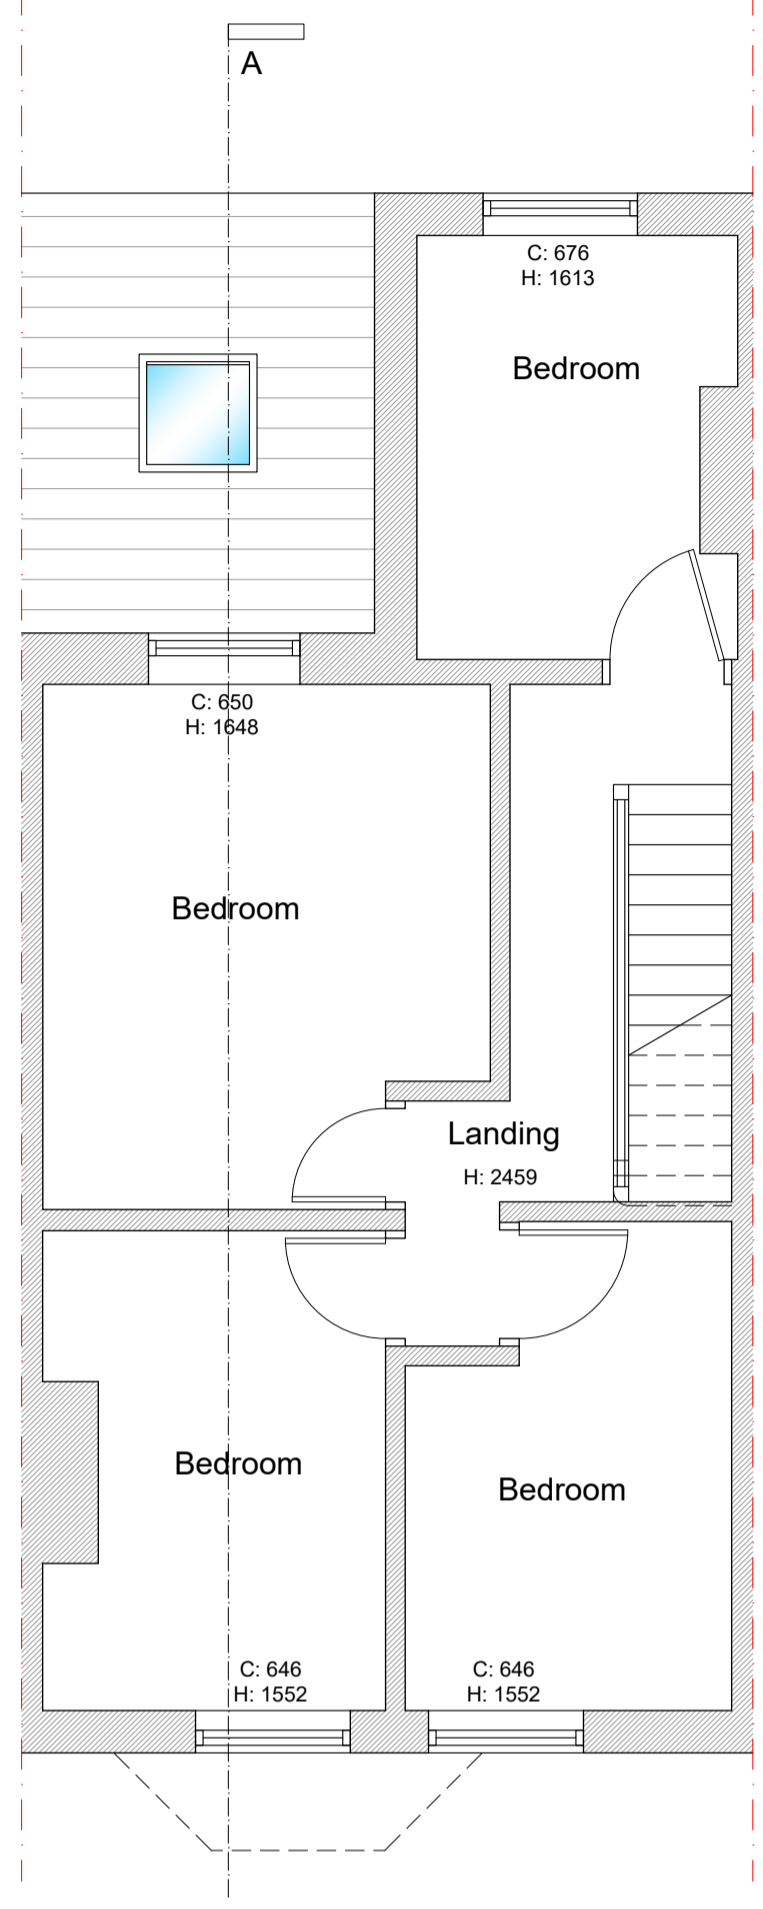 A
C: 676
H: 1613
Bedroom
C: 650
H: 1648
Bedroom
Landing
H: 2459
Bedroom
Bedroom
C: 646
H: 1552
C: 646
H: 1552